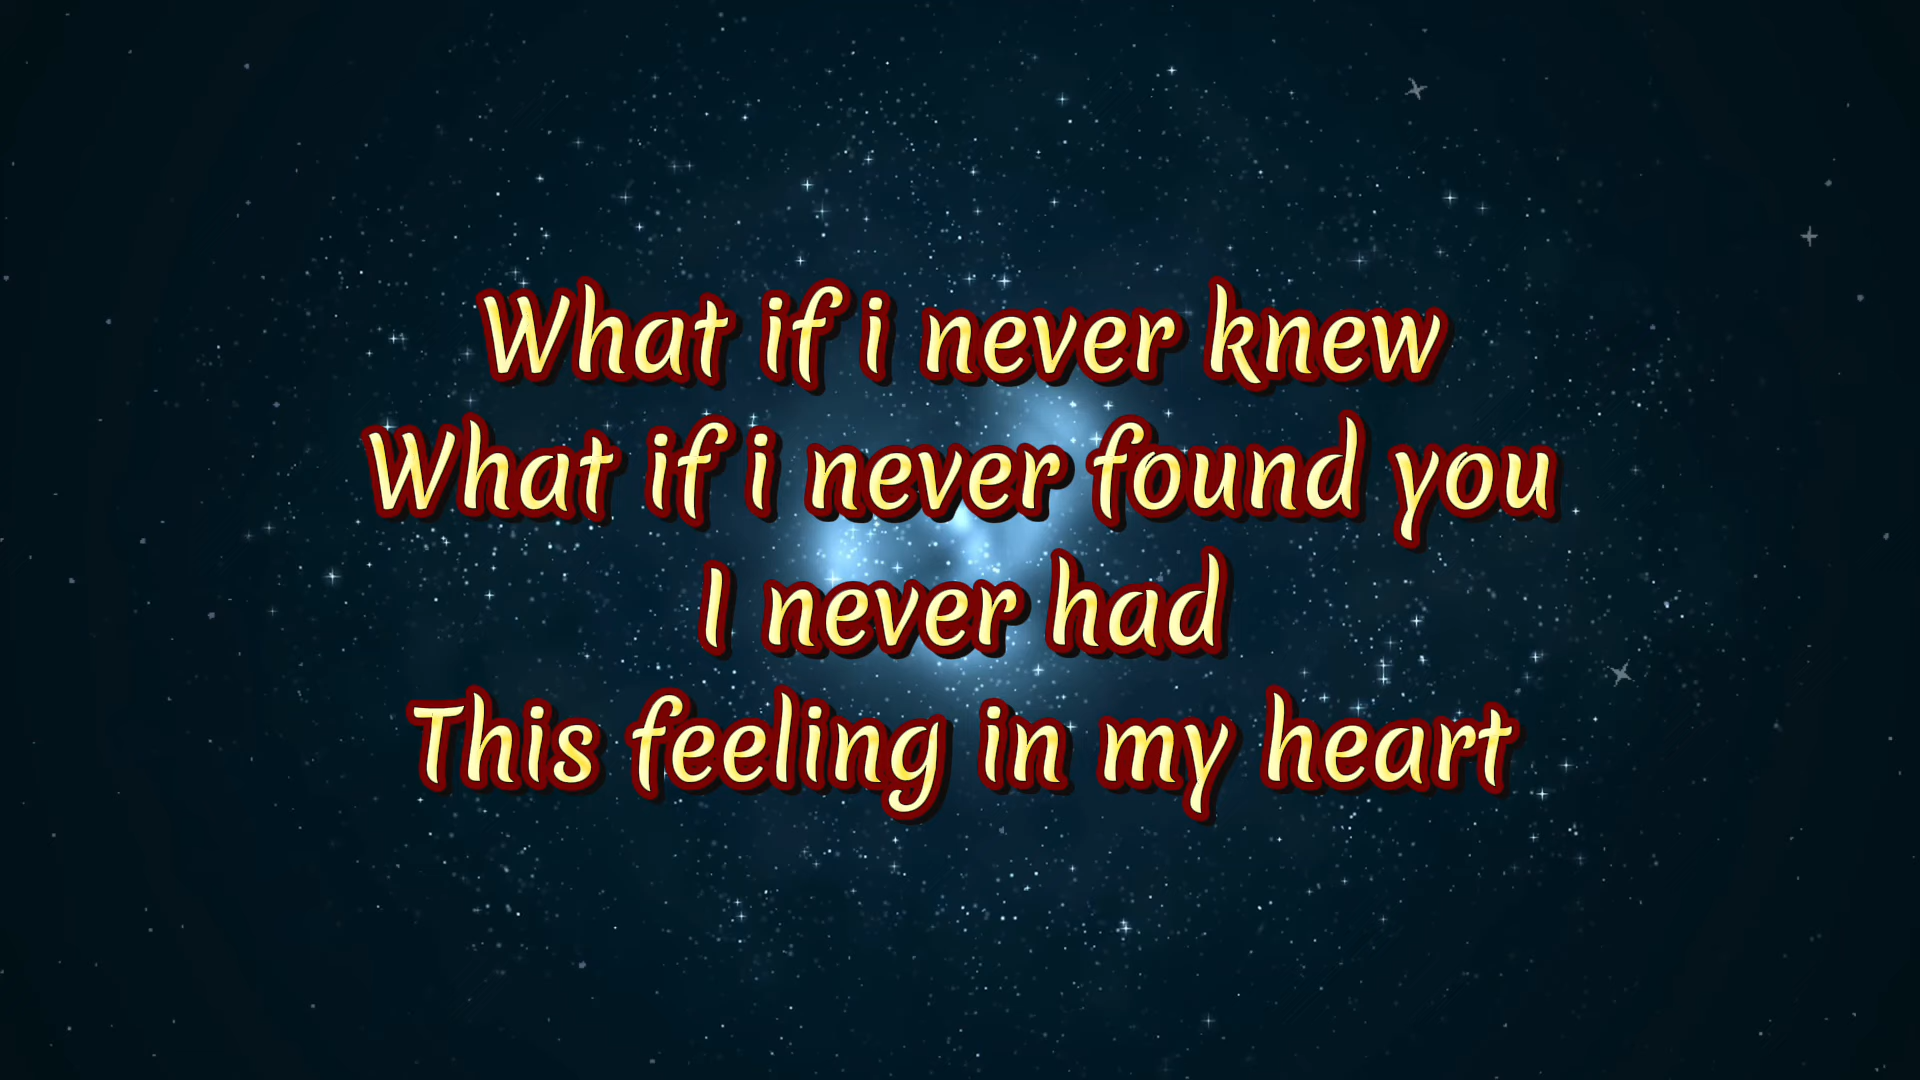 What if i never knew
What if i never found you
I never had
This feeling in my heart